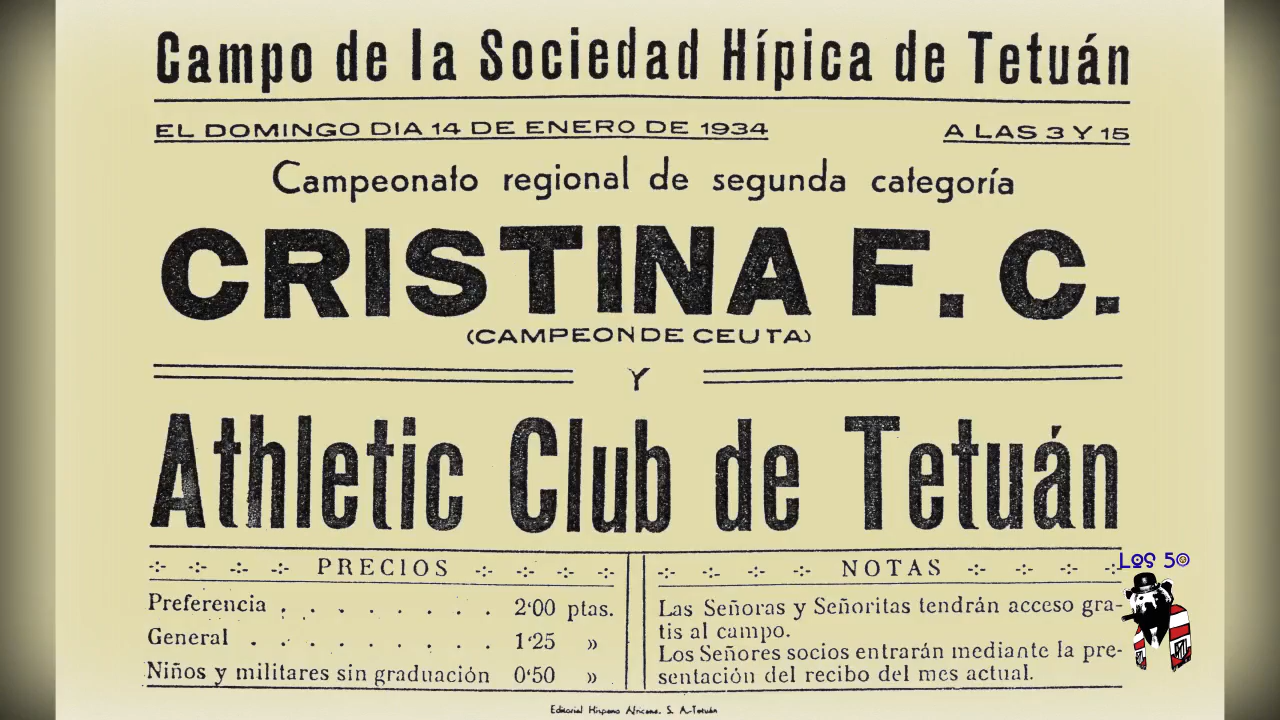 Campo de la Sociedad Hípica de Tetuán
EL DOMINGO DIA 14 DE ENERO DE 1934 A LAS 3 Y 15
Campeonato regional de segunda categoría
CRISTINA F. C.
(CAMPEON DE CEUTA)
Y
Athletic Club de Tetuán
PRECIOS
Preferencia . . . . . . . . 2'00 ptas.
General . . . . . . . . . 1'25 »
Niños y militares sin graduación 0'50 »
NOTAS
Las Señoras y Señoritas tendrán acceso gra-
tis al campo.
Los Señores socios entrarán mediante la pre-
sentación del recibo del mes actual.
Editorial Hispano Africana. S. A.-Tetuán
Los 50